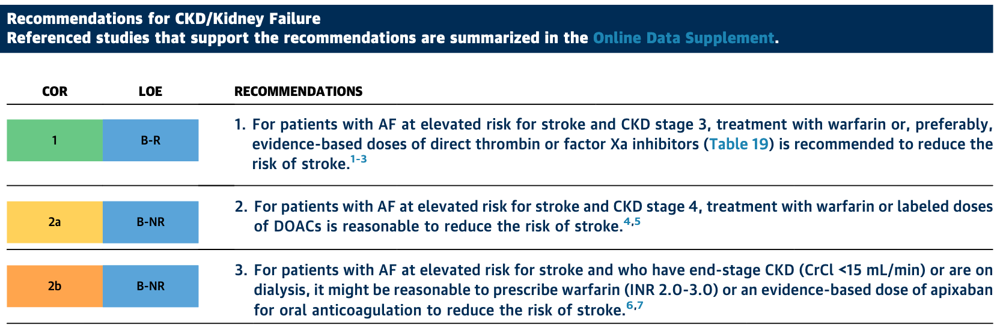 Recommendations for CKD/Kidney Failure
Referenced studies that support the recommendations are summarized in the Online Data Supplement.
COR LOE RECOMMENDATIONS
1 B-R 1. For patients with AF at elevated risk for stroke and CKD stage 3, treatment with warfarin or, preferably,
evidence-based doses of direct thrombin or factor Xa inhibitors (Table 19) is recommended to reduce the
risk of stroke.1-3
2a B-NR 2. For patients with AF at elevated risk for stroke and CKD stage 4, treatment with warfarin or labeled doses
of DOACs is reasonable to reduce the risk of stroke.4,5
2b B-NR 3. For patients with AF at elevated risk for stroke and who have end-stage CKD (CrCl <15 mL/min) or are on
dialysis, it might be reasonable to prescribe warfarin (INR 2.0-3.0) or an evidence-based dose of apixaban
for oral anticoagulation to reduce the risk of stroke.6,7